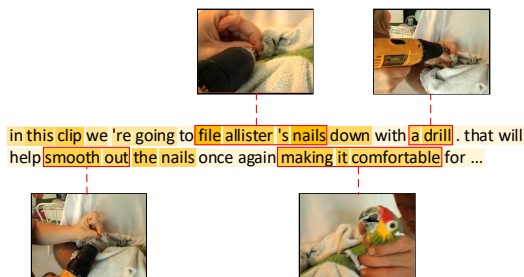 in this clip we 're going to file allister 's nails down with a drill . that will
help smooth out the nails once again making it comfortable for ...